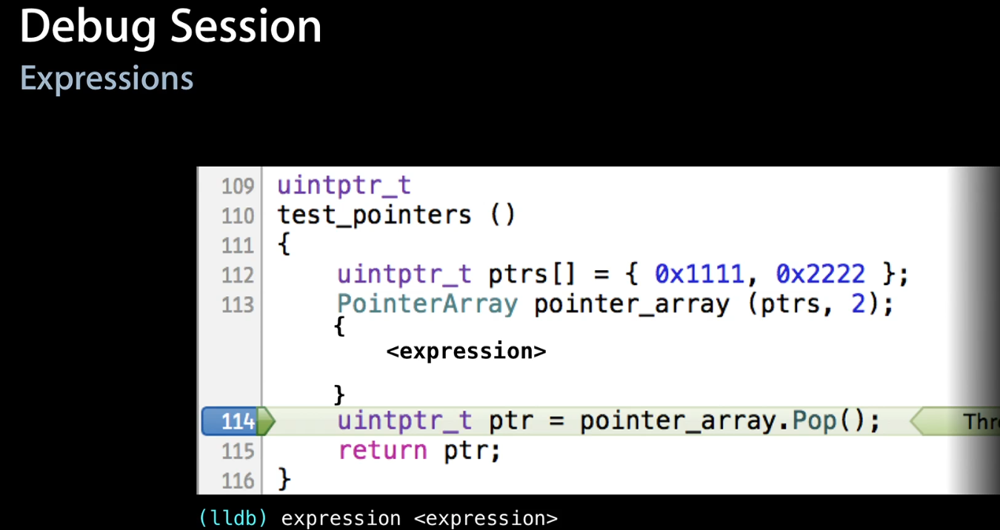 Debug Session
Expressions
109 uintptr_t
110 test_pointers ()
111 {
112 uintptr_t ptrs[] = { 0x1111, 0x2222 };
113 PointerArray pointer_array (ptrs, 2);
{
<expression>
}
114 uintptr_t ptr = pointer_array.Pop();
115 return ptr;
116 }
(lldb) expression <expression>